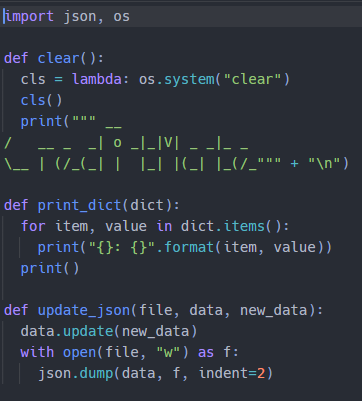 import json, os

def clear():
  cls = lambda: os.system("clear")
  cls()
  print(""" __
/   __ _  _| o _|_|V| _ _|_ _
\__ | (/_(_| |  |_| |(_| |_(/_""" + "\n")

def print_dict(dict):
  for item, value in dict.items():
    print("{}: {}".format(item, value))
  print()

def update_json(file, data, new_data):
  data.update(new_data)
  with open(file, "w") as f:
    json.dump(data, f, indent=2)